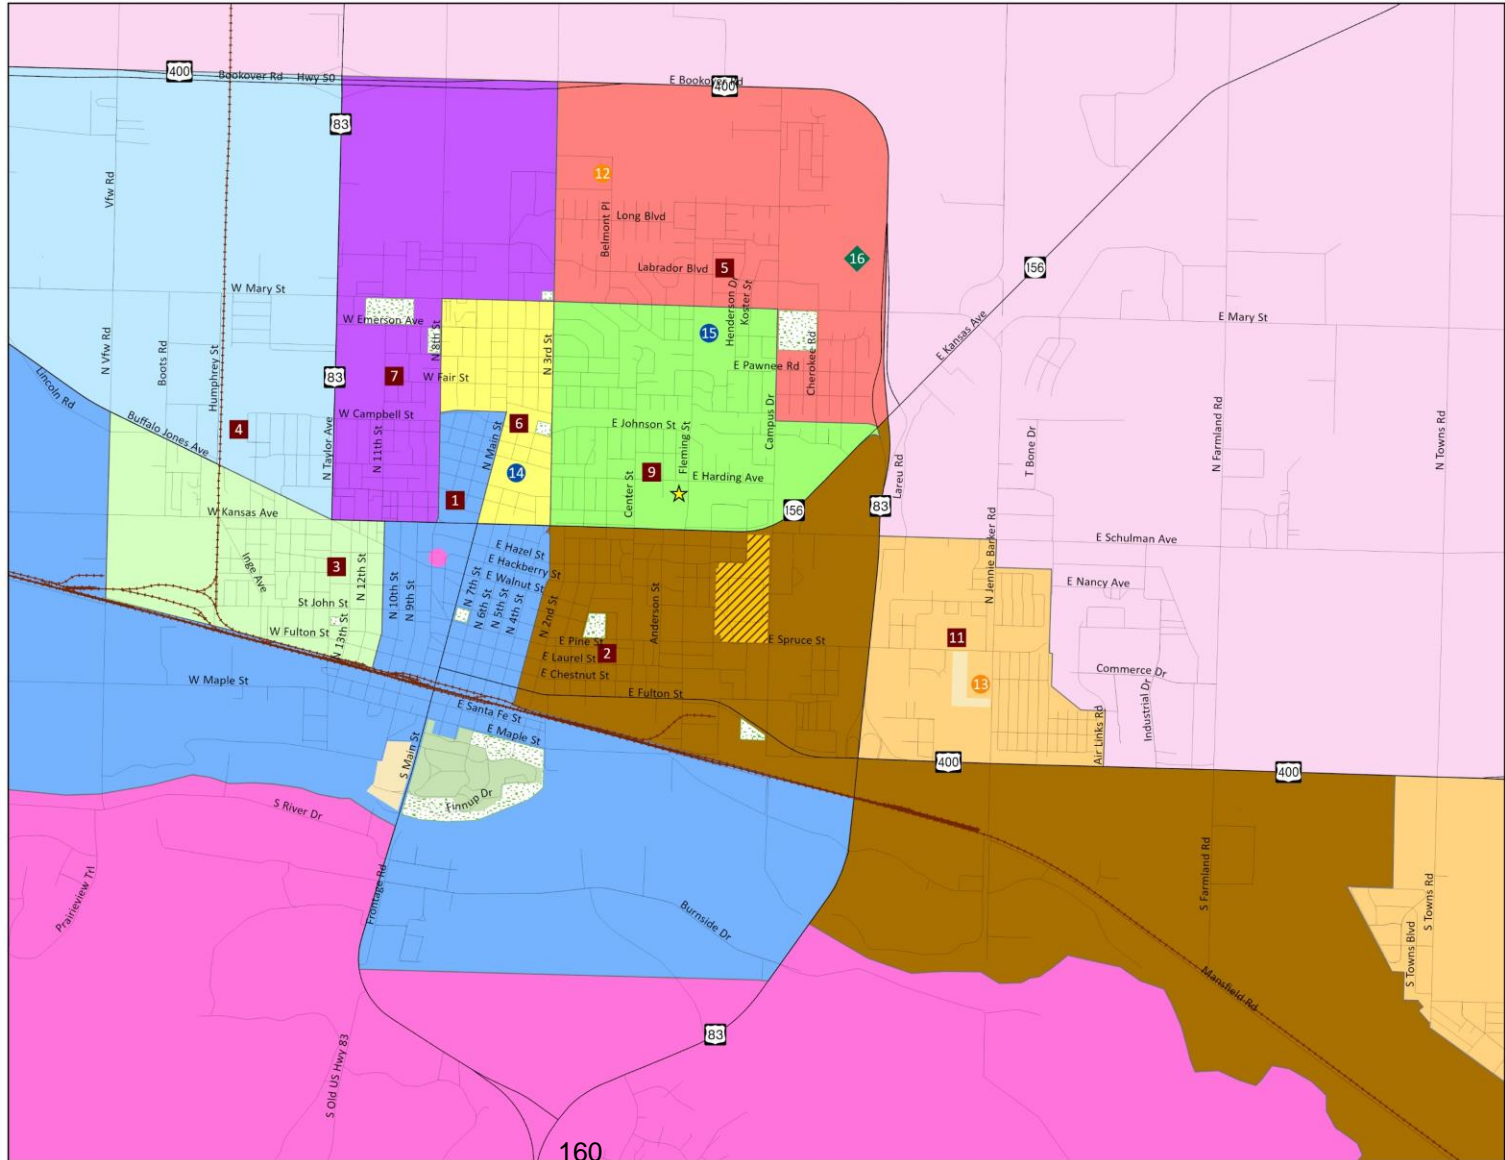 400
Bookover Rd
Hwy 50
E Bookover Rd
400
83
12
Vfw Rd
Belmont Pl
Long Blvd
16
Labrador Blvd
5
156
W Mary St
Henderson Dr
Koster St
W Emerson Ave
E Mary St
N Vfw Rd
Boots Rd
Humphrey St
N 8th St
N 3rd St
15
E Kansas Ave
E Pawnee Rd
Cherokee Rd
Lincoln Rd
83
7
W Fair St
Buffalo Jones Ave
4
N Taylor Ave
W Campbell St
N 11th St
N Main St
6
E Johnson St
Fleming St
Campus Dr
T Bone Dr
N Farmland Rd
N Towns Rd
14
9
E Harding Ave
Center St
Lareu Rd
1
W Kansas Ave
156
83
N Jennie Barker Rd
E Schulman Ave
3
Inge Ave
N 12th St
N 10th St
N 9th St
E Hazel St
E Hackberry St
E Walnut St
N 7th St
N 6th St
N 5th St
N 4th St
N 2nd St
Anderson St
E Nancy Ave
St John St
W Fulton St
N 13th St
E Pine St
2
E Laurel St
E Chestnut St
E Spruce St
11
W Maple St
E Fulton St
13
Commerce Dr
Industrial Dr
E Santa Fe St
E Maple St
Air Links Rd
S Main St
400
400
Finnup Dr
S River Dr
Prairieview Trl
Frontage Rd
Burnside Dr
S Farmland Rd
S Towns Rd
S Towns Blvd
Mansfield Rd
83
S Old US Hwy 83
160